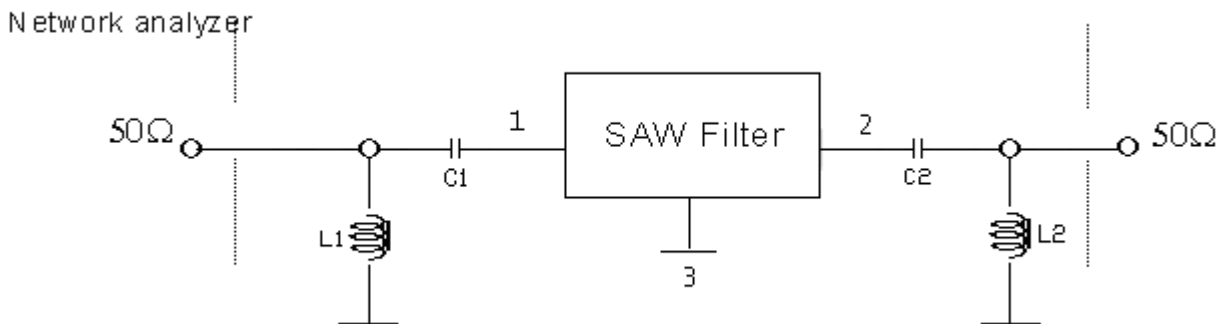 Network analyzer
50Ω
1
SAW Filter
2
50Ω
C1
C2
L1
L2
3